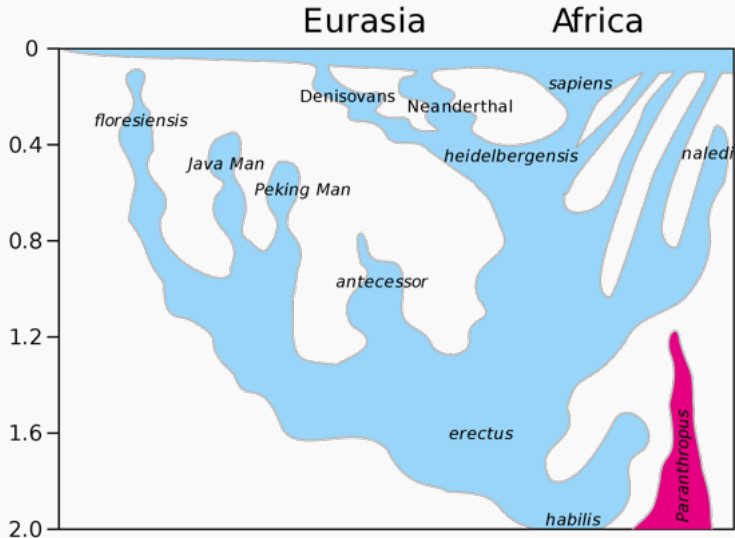 Eurasia Africa
0
sapiens
Denisovans Neanderthal
floresiensis
0.4
Java Man heidelbergensis naledi
Peking Man
0.8
antecessor
1.2
1.6
erectus
Paranthropus
habilis
2.0